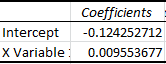 Coefficients
Intercept -0.124252712
X Variable 0.009553677